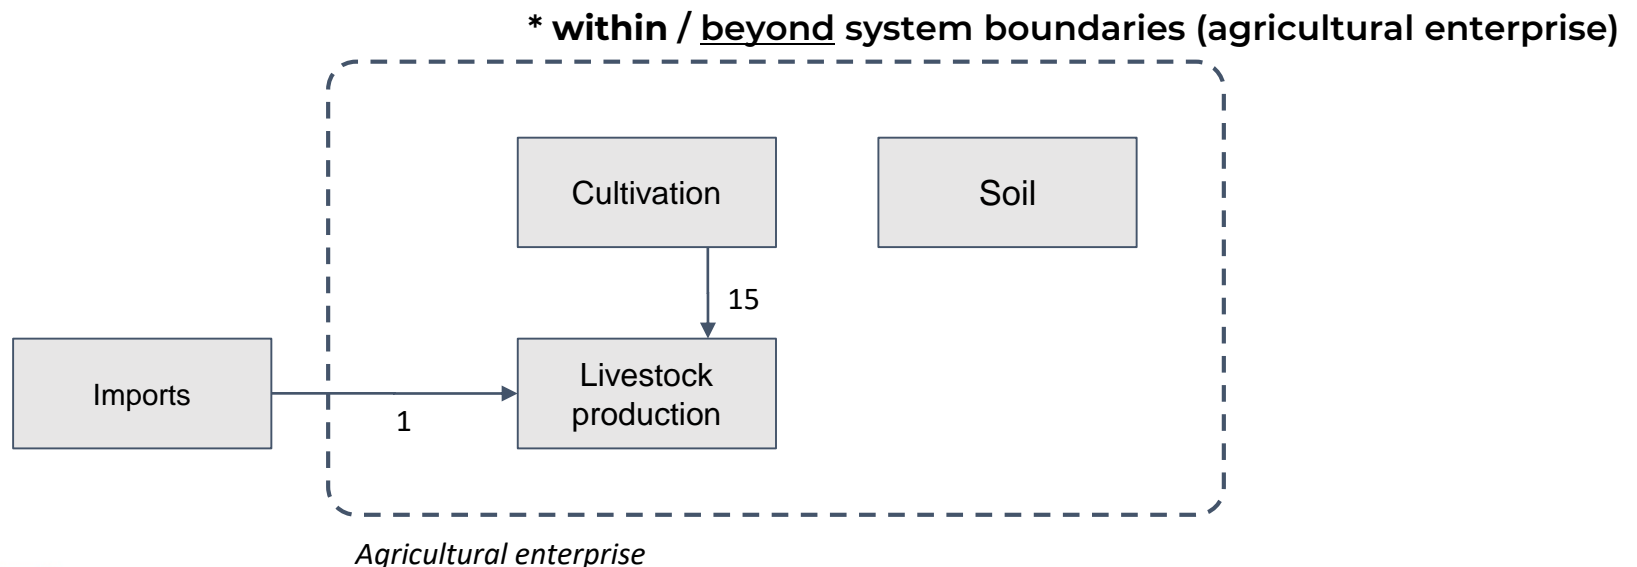 * within / beyond system boundaries (agricultural enterprise)
Cultivation
Soil
15
Imports
Livestock
production
1
Agricultural enterprise